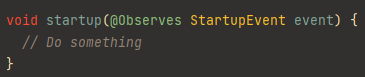 void startup(@Observes StartupEvent event) {
  // Do something
}